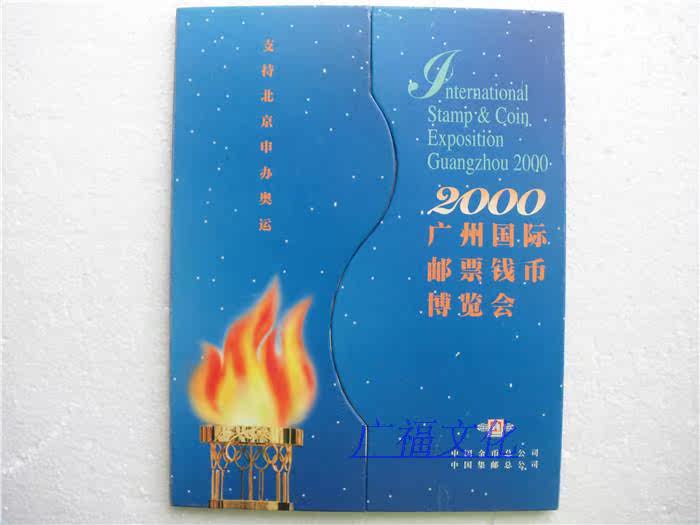 支持北京申办奥运
International
Stamp & Coin
Exposition
Guangzhou 2000
2000
广州国际
邮票钱币
博览会
中国金币总公司
中国集邮总公司
广福文化